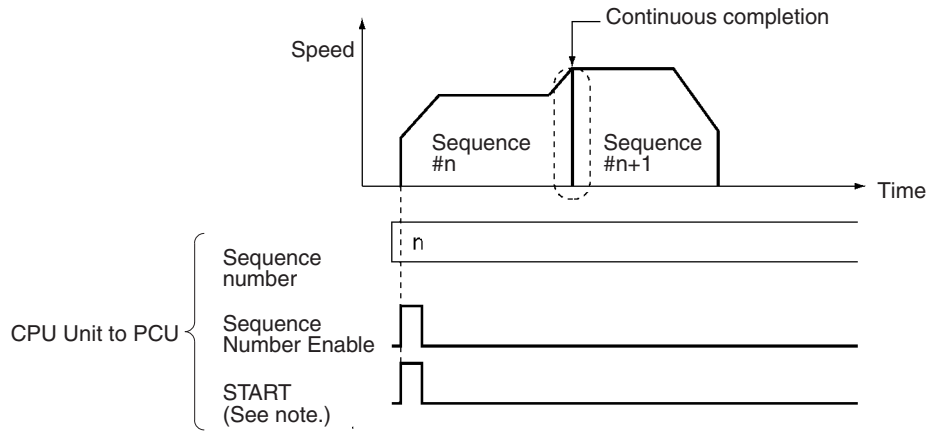 Continuous completion
Speed
Sequence
#n
Sequence
#n+1
Time
n
Sequence
number
CPU Unit to PCU
Sequence
Number Enable
START
(See note.)